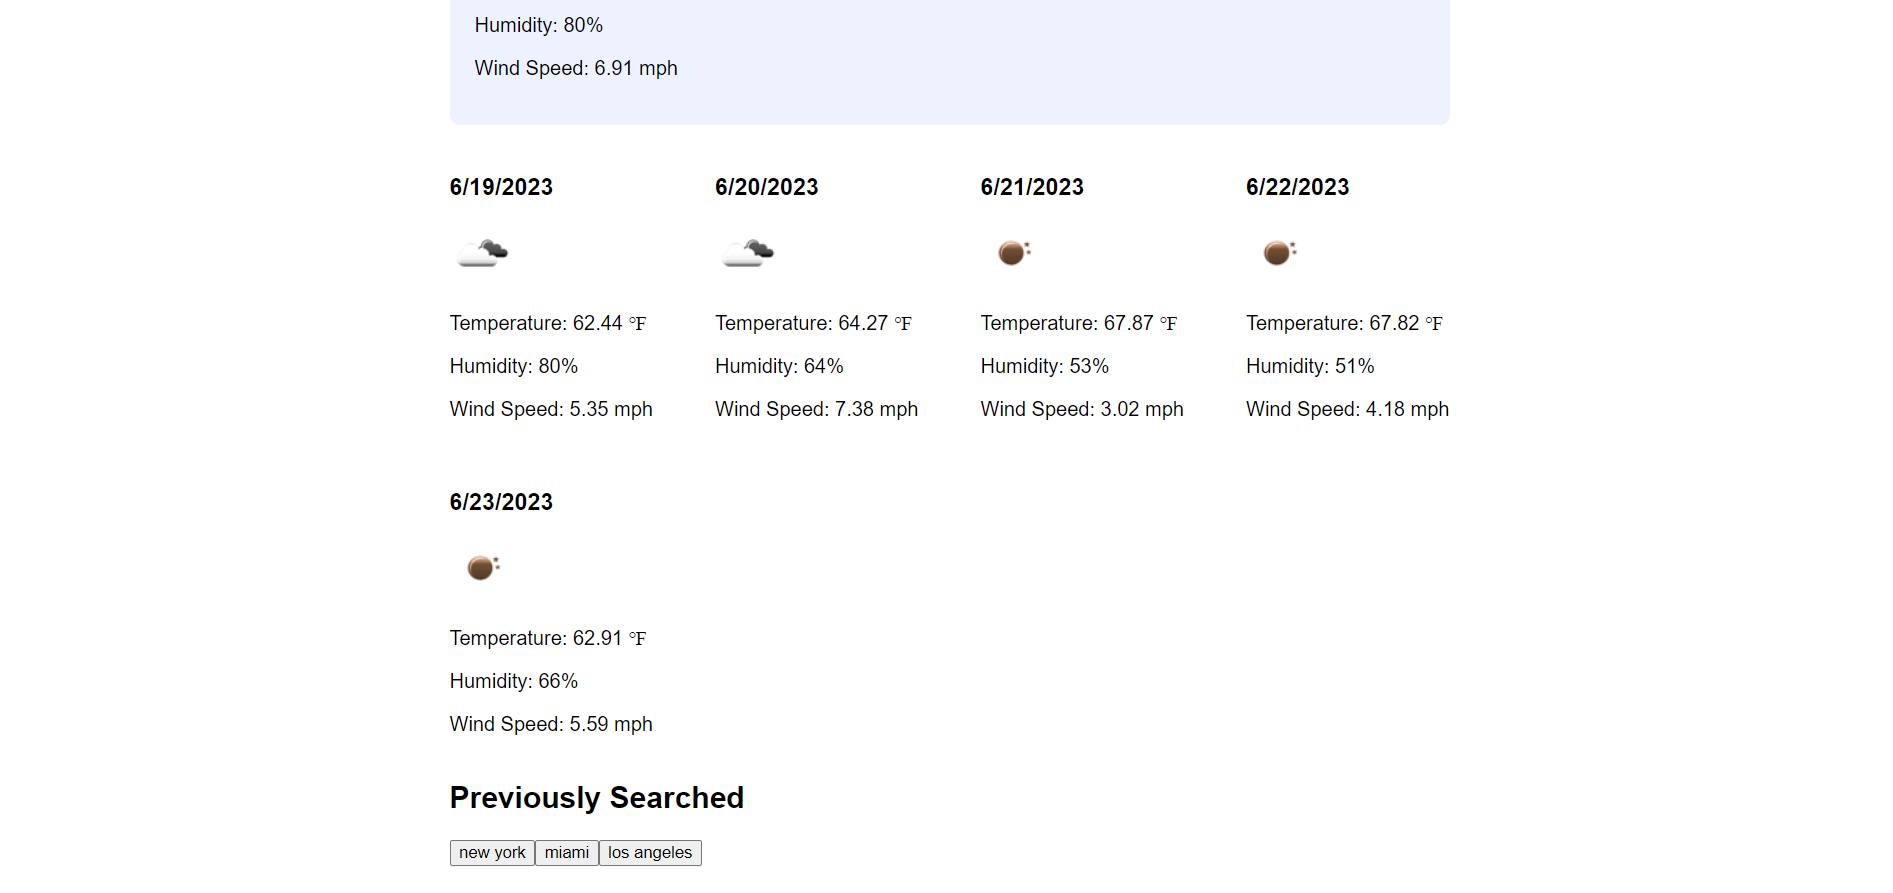 Humidity: 80%
Wind Speed: 6.91 mph
6/19/2023
Temperature: 62.44 °F
Humidity: 80%
Wind Speed: 5.35 mph
6/20/2023
Temperature: 64.27 °F
Humidity: 64%
Wind Speed: 7.38 mph
6/21/2023
Temperature: 67.87 °F
Humidity: 53%
Wind Speed: 3.02 mph
6/22/2023
Temperature: 67.82 °F
Humidity: 51%
Wind Speed: 4.18 mph
6/23/2023
Temperature: 62.91 °F
Humidity: 66%
Wind Speed: 5.59 mph
Previously Searched
new york miami los angeles